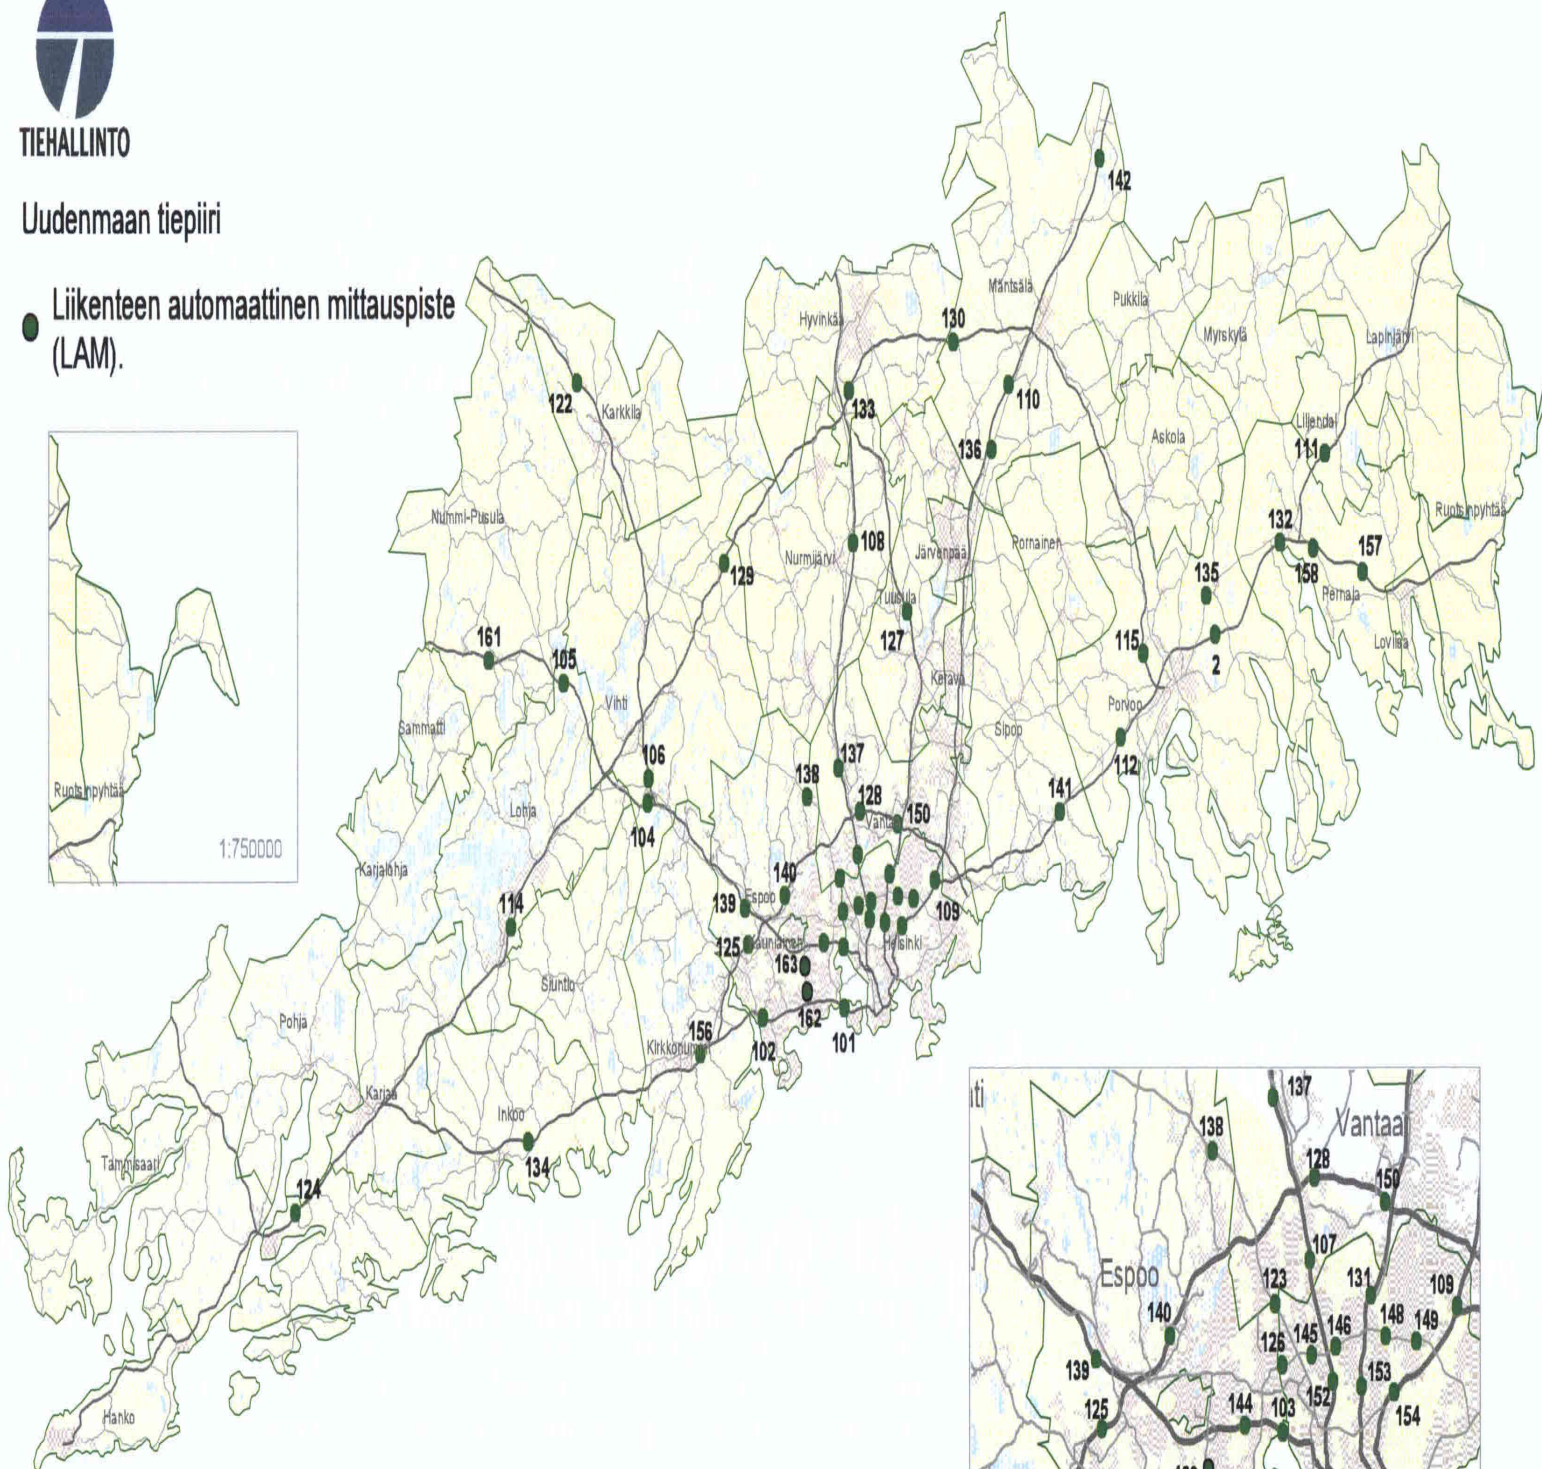 TIEHALLINTO
Uudenmaan tiepiiri
Liikenteen automaattinen mittauspiste
(LAM).
142
Mäntsälä
Pukkila
Hyvinkää
130
Myrskylä
Lapinjärvi
122
Karkkila
133
110
Liljendal
111
Askola
136
Nummi-Pusula
Ruotsinpyhtää
132
108
Järvenpää
Pornainen
157
129
Nurmijärvi
158
135
Pernaja
Tuusula
127
161
105
115
2
Loviisa
Kerava
Vihti
Porvoo
Sammatti
Sipoo
112
106
137
138
128
Vantaa
150
141
Ruotsinpyhtää
1:750000
Lohja
104
Karjalohja
140
Espoo
139
109
114
125
Kauniainen
Helsinki
163
Siuntio
162
Pohja
156
Kirkkonummi
102
101
Karjaa
Inkoo
134
Tammisaari
124
Hanko
iti
137
Vantaa
138
128
150
107
Espoo
123
131
109
140
148
149
145
146
126
139
153
152
144
103
154
125